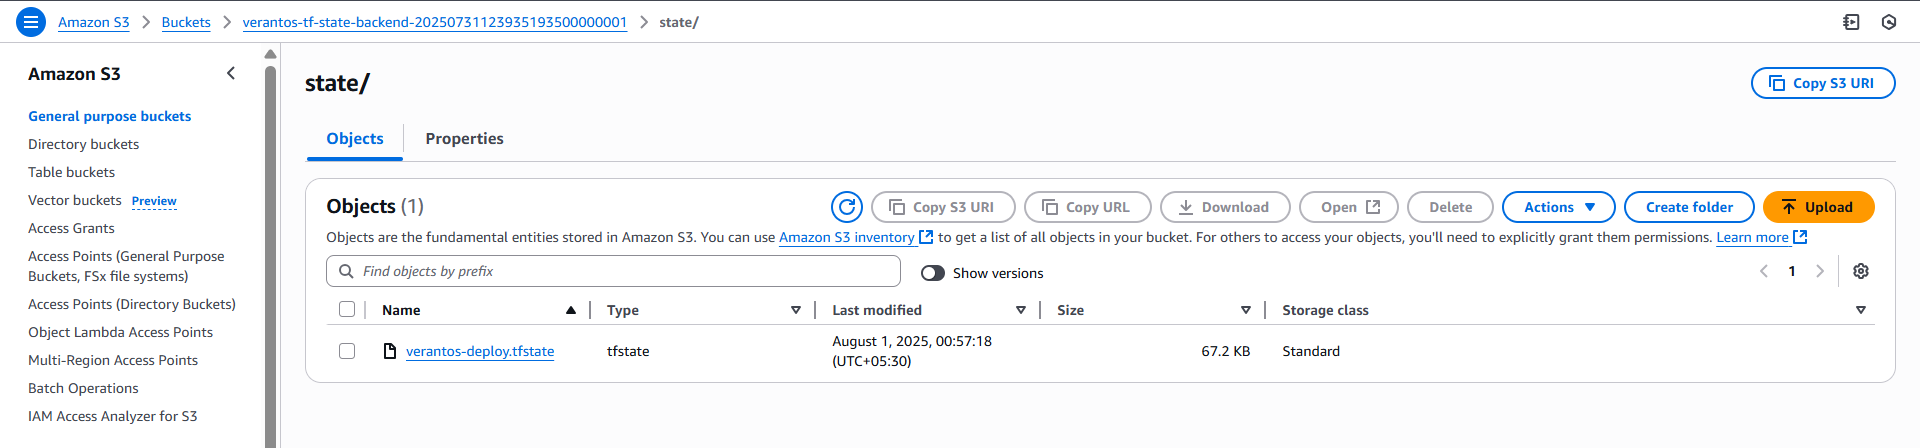 Amazon S3 > Buckets > verantos-tf-state-backend-20250731123935193500000001 > state/
Amazon S3
General purpose buckets
Directory buckets
Table buckets
Vector buckets Preview
Access Grants
Access Points (General Purpose
Buckets, FSx file systems)
Access Points (Directory Buckets)
Object Lambda Access Points
Multi-Region Access Points
Batch Operations
IAM Access Analyzer for S3
state/
Copy S3 URI
Objects Properties
Objects (1)
Copy S3 URI Copy URL Download Open Delete Actions Create folder Upload
Objects are the fundamental entities stored in Amazon S3. You can use Amazon S3 inventory to get a list of all objects in your bucket. For others to access your objects, you'll need to explicitly grant them permissions. Learn more
Find objects by prefix Show versions 1
Name Type Last modified Size Storage class
verantos-deploy.tfstate tfstate August 1, 2025, 00:57:18 67.2 KB Standard
(UTC+05:30)